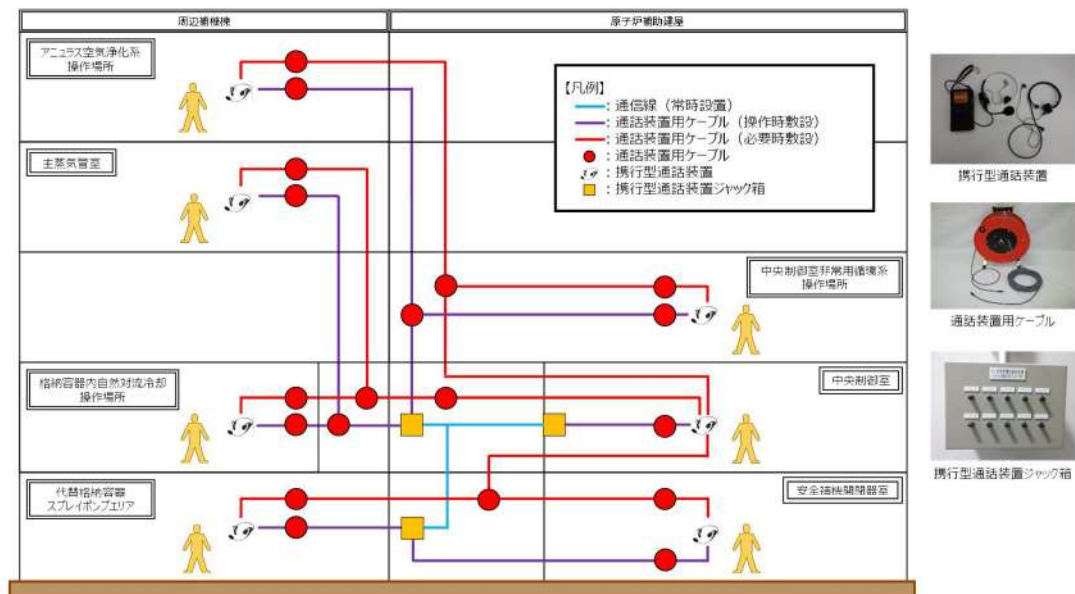 周辺補機棟
原子炉補助建屋
アニュラス空気浄化系
操作場所
【凡例】
：通信線（常時設置）
：通話装置用ケーブル（操作時敷設）
：通話装置用ケーブル（必要時敷設）
：通話装置用ケーブル
：携行型通話装置
：携行型通話装置ジャック箱
主蒸気管室
中央制御室非常用循環系
操作場所
格納容器内自然対流冷却
操作場所
中央制御室
代替格納容器
スプレイポンプエリア
安全補機開閉器室
携行型通話装置
通話装置用ケーブル
携行型通話装置ジャック箱